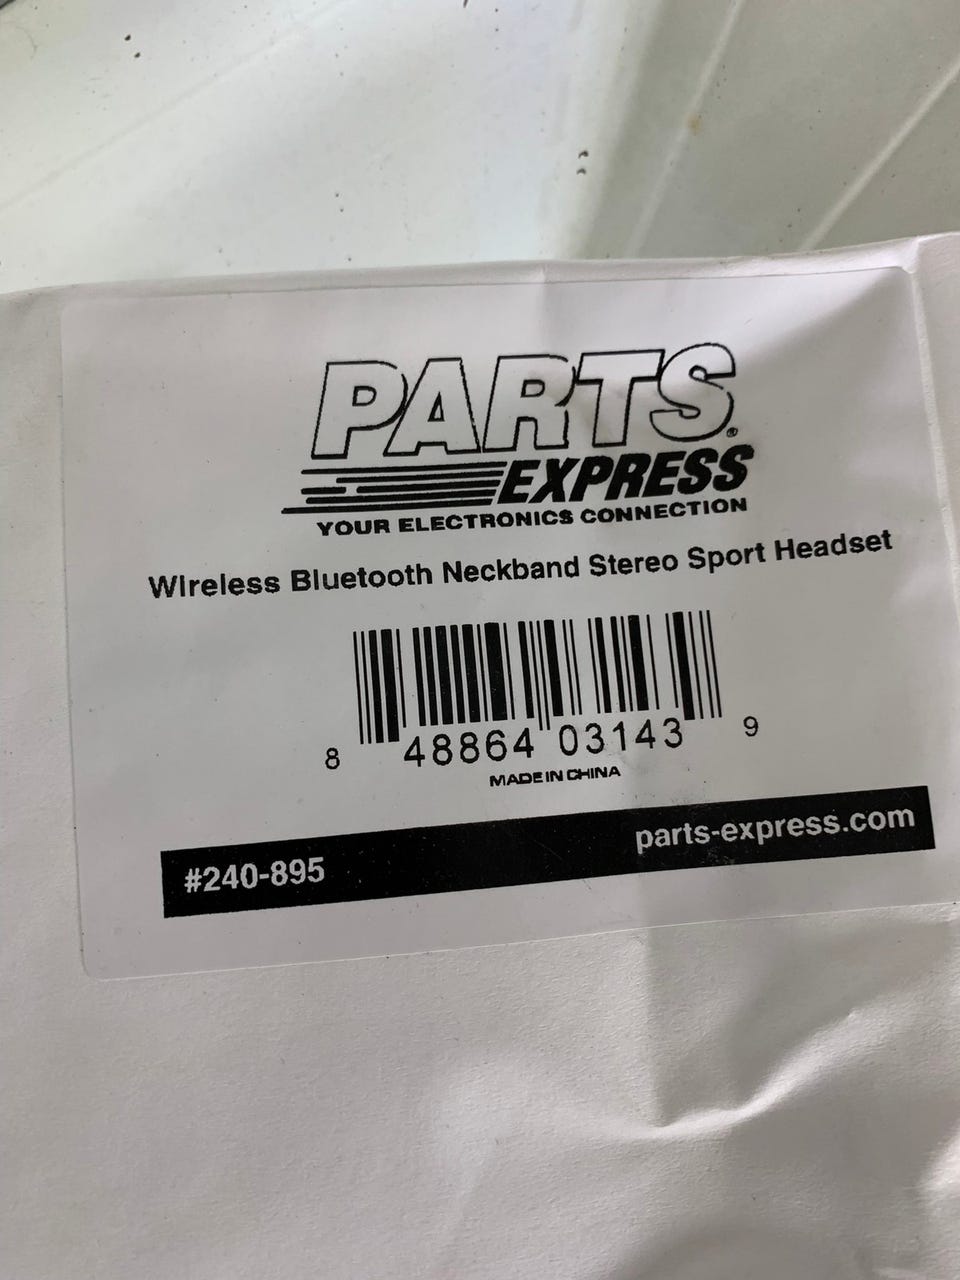 PARTS®
EXPRESS
YOUR ELECTRONICS CONNECTION
Wireless Bluetooth Neckband Stereo Sport Headset
8 48864 03143 9
MADE IN CHINA
#240-895 parts-express.com